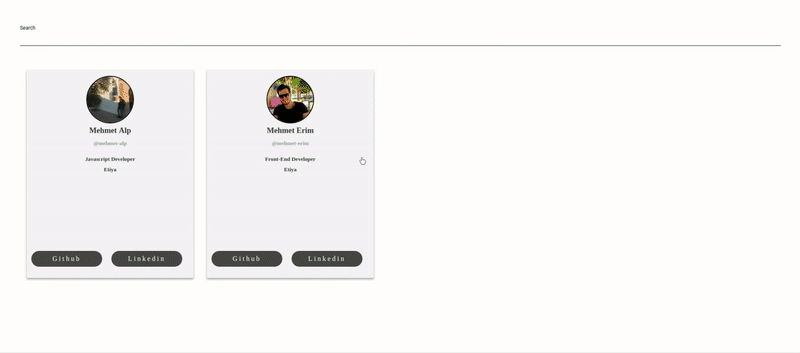 Search
Mehmet Alp
@mehmet-alp
Javascript Developer
Etiya
Github
Linkedin
Mehmet Erim
@mehmet-erim
Front-End Developer
Etiya
Github
Linkedin